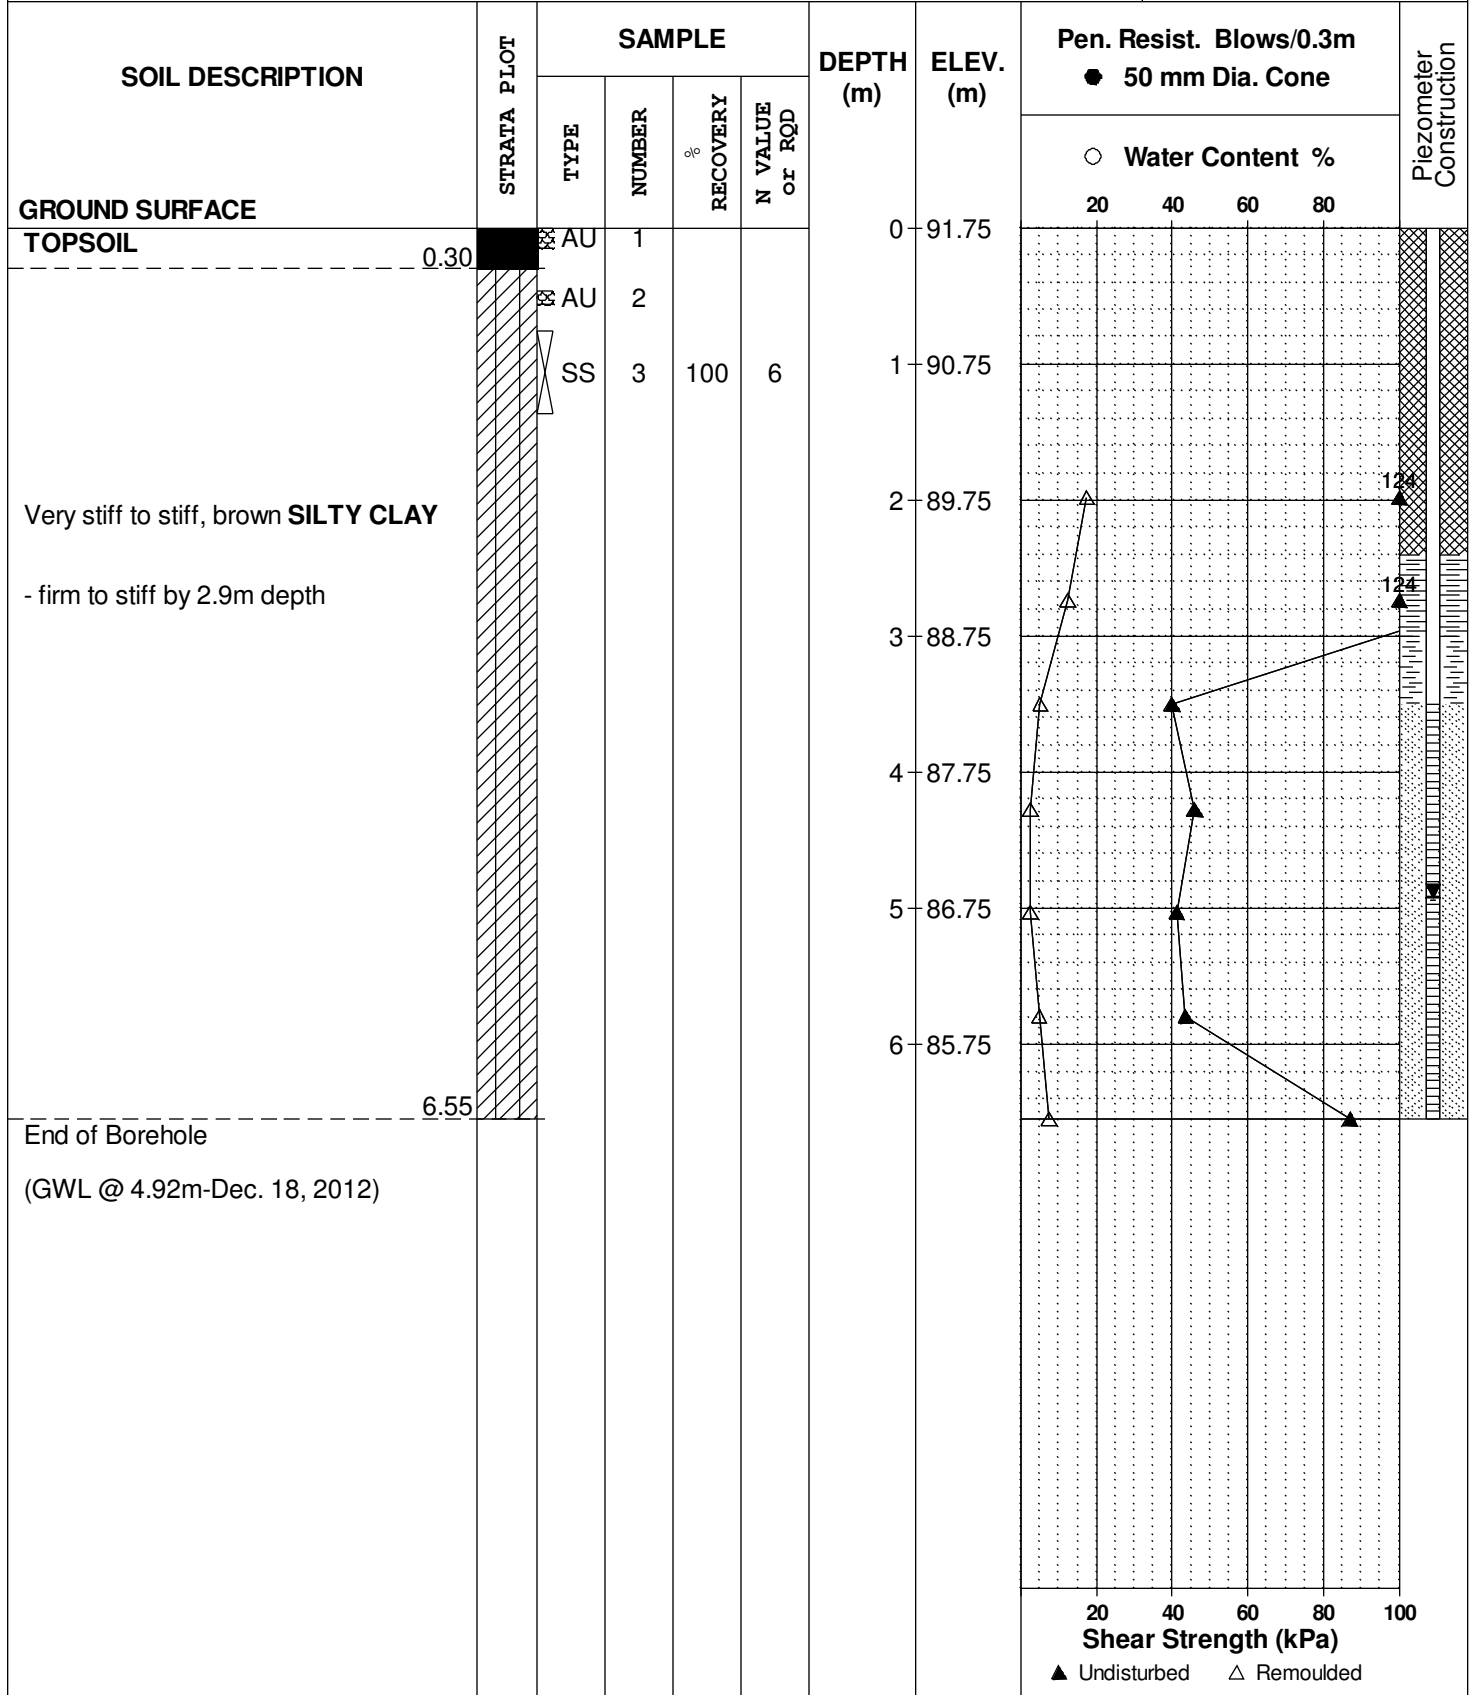 SOIL DESCRIPTION
GROUND SURFACE
STRATA PLOT
SAMPLE
TYPE
NUMBER
%
RECOVERY
N VALUE
or RQD
DEPTH
(m)
ELEV.
(m)
Pen. Resist. Blows/0.3m
● 50 mm Dia. Cone
○ Water Content %
20 40 60 80
Piezometer
Construction
TOPSOIL
0.30
AU 1
AU 2
SS 3 100 6
0 91.75
1 90.75
124
2 89.75
Very stiff to stiff, brown SILTY CLAY
- firm to stiff by 2.9m depth
124
3 88.75
4 87.75
5 86.75
6 85.75
6.55
End of Borehole
(GWL @ 4.92m-Dec. 18, 2012)
20 40 60 80 100
Shear Strength (kPa)
▲ Undisturbed △ Remoulded